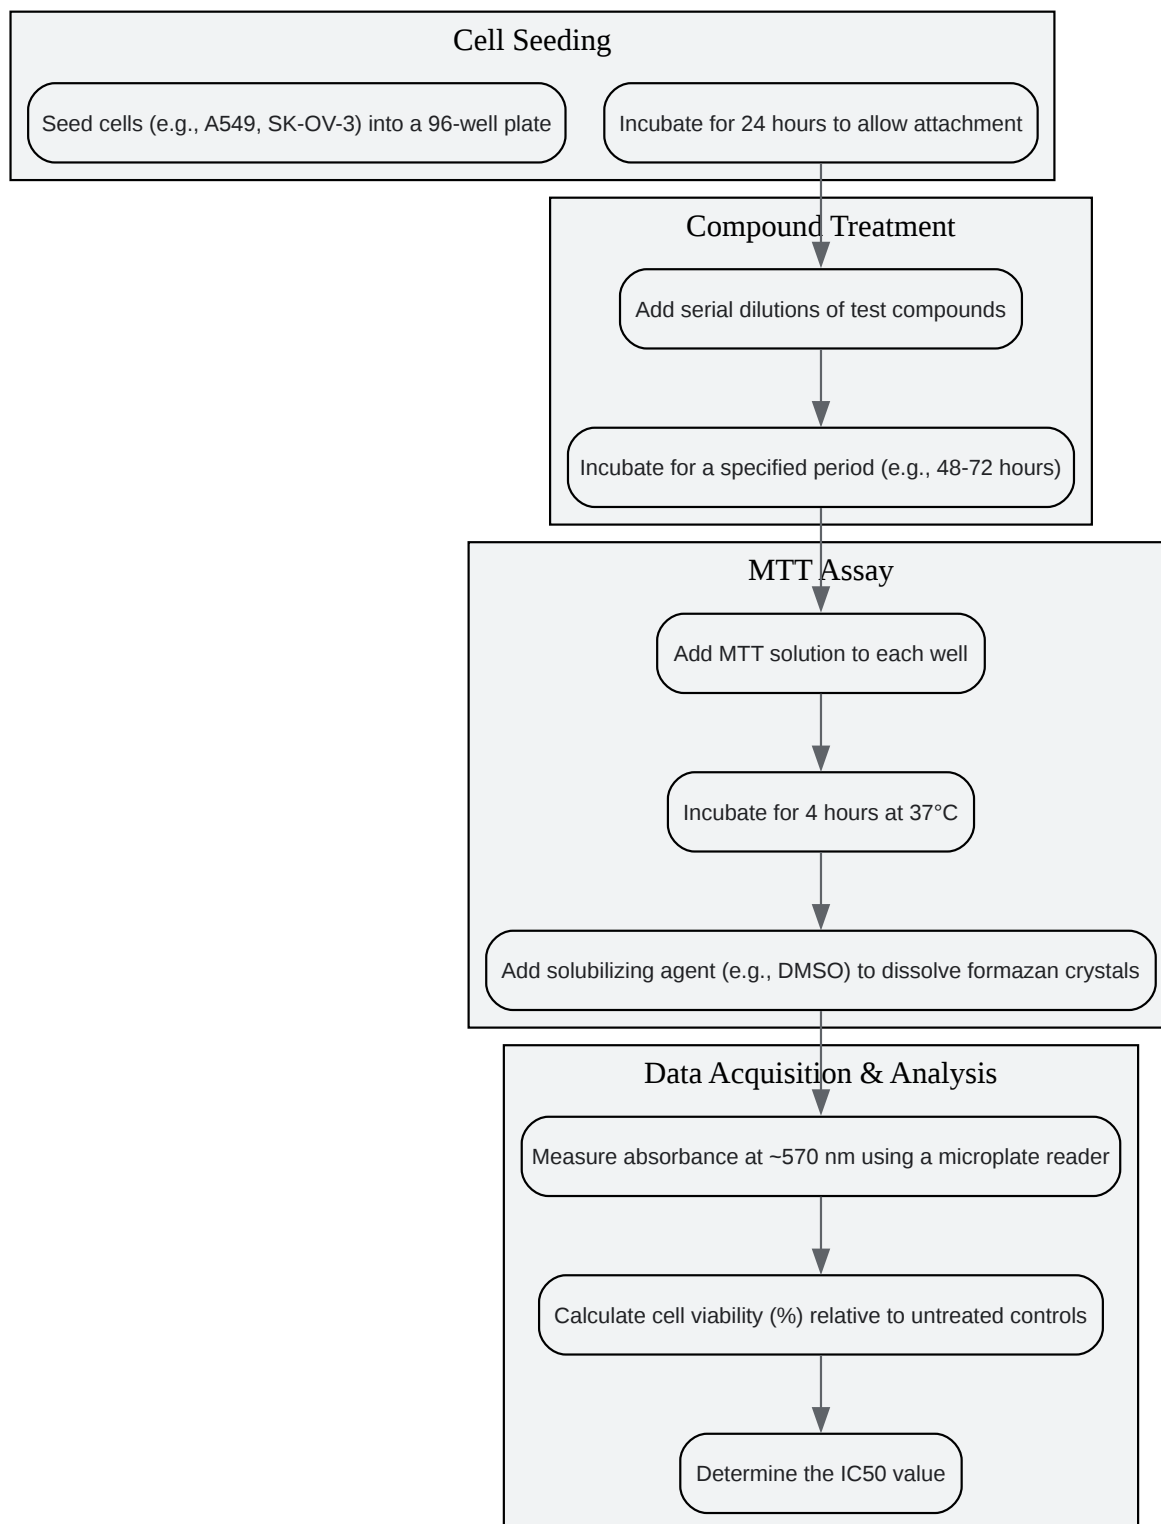 Cell Seeding
Seed cells (e.g., A549, SK-OV-3) into a 96-well plate
Incubate for 24 hours to allow attachment
Compound Treatment
Add serial dilutions of test compounds
Incubate for a specified period (e.g., 48-72 hours)
MTT Assay
Add MTT solution to each well
Incubate for 4 hours at 37°C
Add solubilizing agent (e.g., DMSO) to dissolve formazan crystals
Data Acquisition & Analysis
Measure absorbance at ~570 nm using a microplate reader
Calculate cell viability (%) relative to untreated controls
Determine the IC50 value